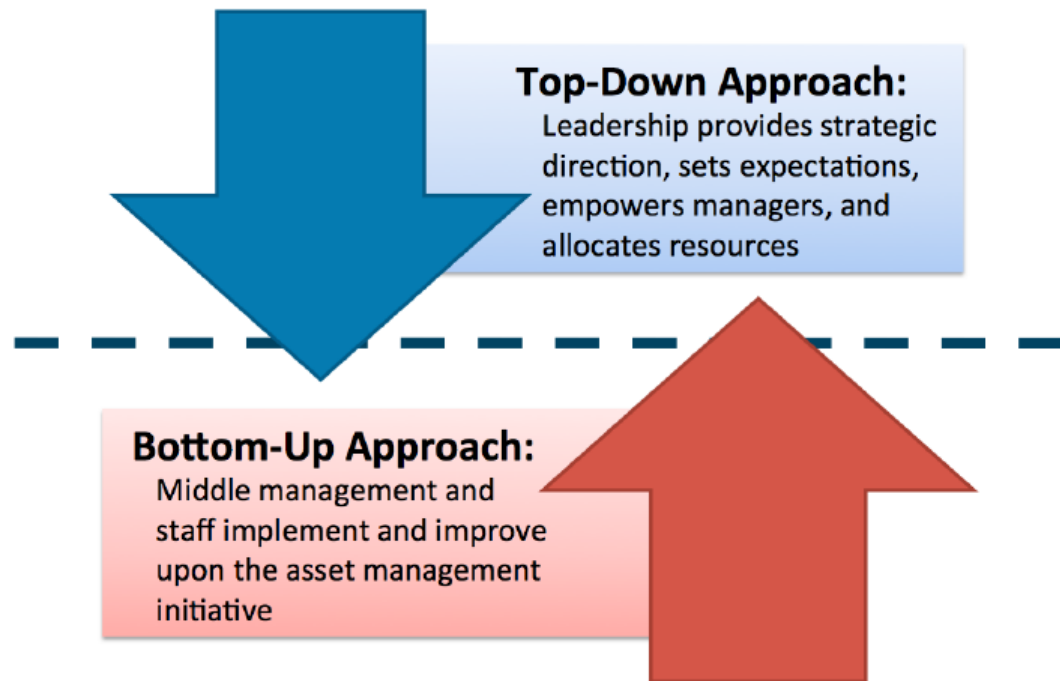 Top-Down Approach:
Leadership provides strategic
direction, sets expectations,
empowers managers, and
allocates resources
Bottom-Up Approach:
Middle management and
staff implement and improve
upon the asset management
initiative